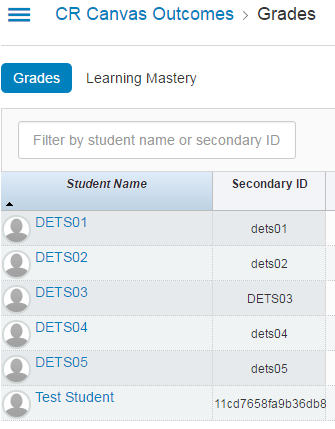 CR Canvas Outcomes > Grades
Grades Learning Mastery
Filter by student name or secondary ID
Student Name Secondary ID
DETS01 dets01
DETS02 dets02
DETS03 DETS03
DETS04 dets04
DETS05 dets05
Test Student 11cd7658fa9b36db8